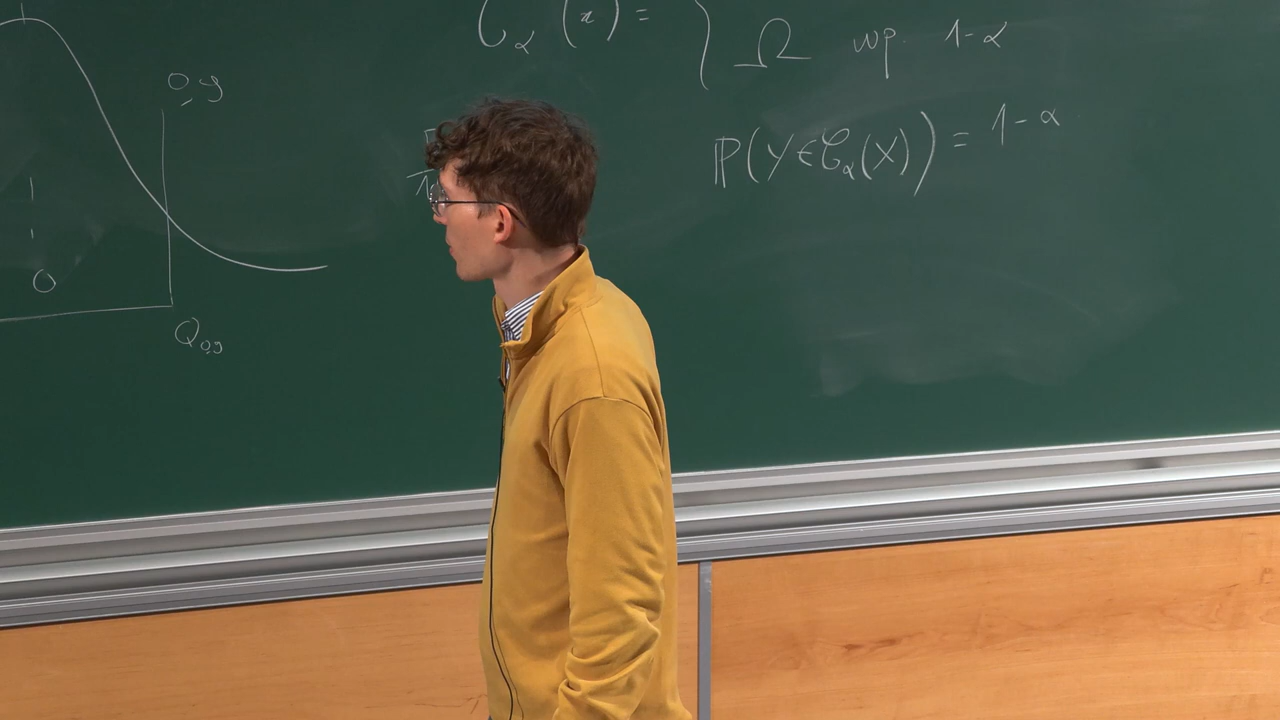 C_α (x) = { Ω wp. 1-α
0,9
P(Y∈C_α(X)) = 1-α
0
Q_0,9